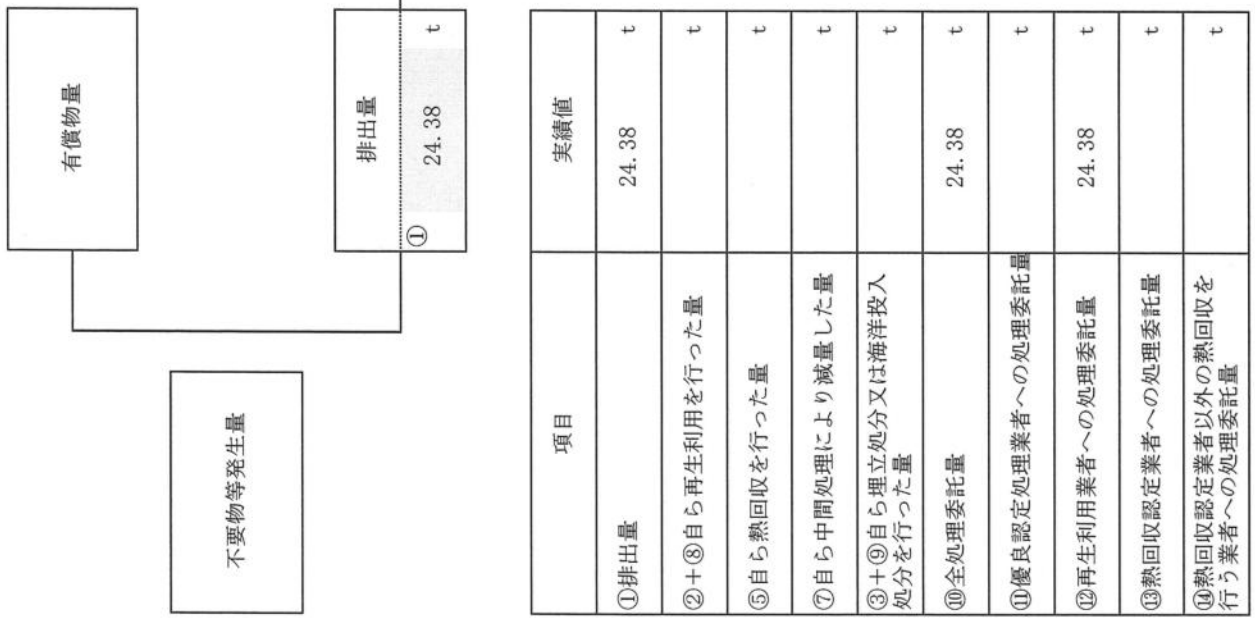 有償物量
不要物等発生量
排出量
① 24.38 t
項目 実績値
①排出量 24.38 t
②+⑧自ら再生利用を行った量 t
⑤自ら熱回収を行った量 t
⑦自ら中間処理により減量した量 t
③+⑨自ら埋立処分又は海洋投入
処分を行った量 t
⑩全処理委託量 24.38 t
⑪優良認定処理業者への処理委託量 t
⑫再生利用業者への処理委託量 24.38 t
⑬熱回収認定業者への処理委託量 t
⑭熱回収認定業者以外の熱回収を
行う業者への処理委託量 t